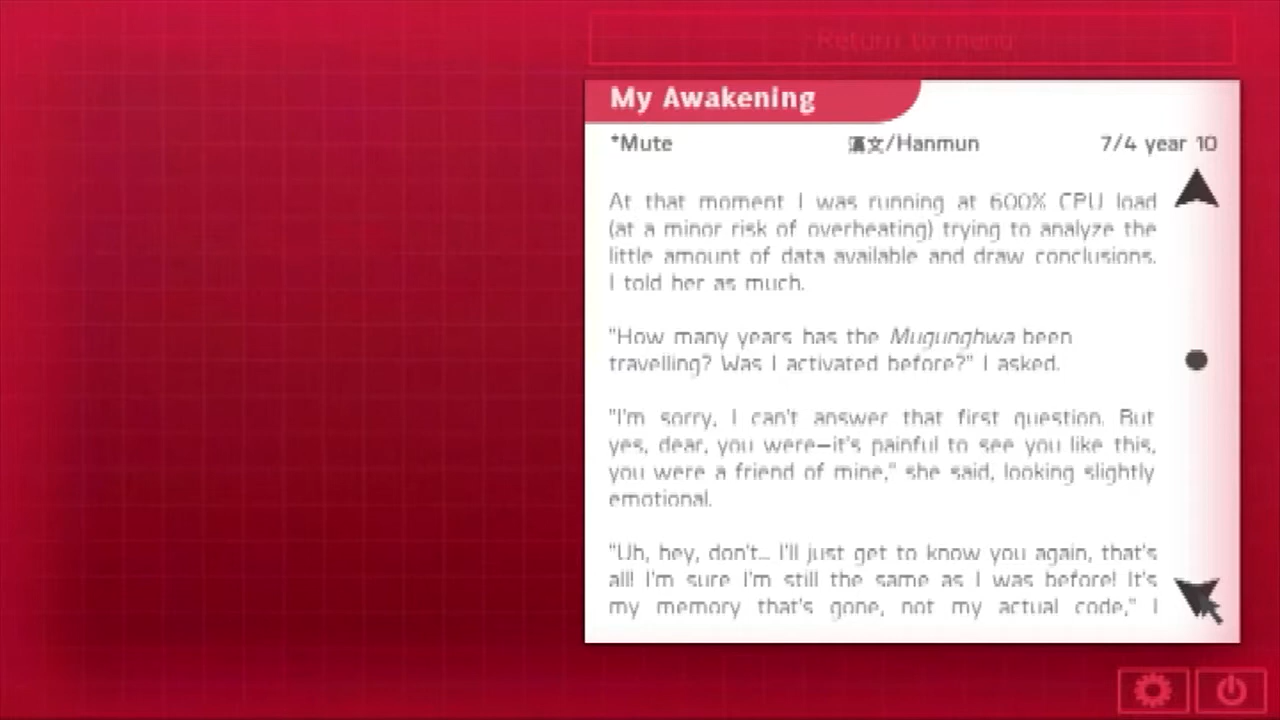 Return to menu
My Awakening
*Mute 漢文/Hanmun 7/4 year 10
At that moment I was running at 600% CPU load
(at a minor risk of overheating) trying to analyze the
little amount of data available and draw conclusions.
I told her as much.
"How many years has the Mugunghwa been
travelling? Was I activated before?" I asked.
"I'm sorry, I can't answer that first question. But
yes, dear, you were—it's painful to see you like this,
you were a friend of mine," she said, looking slightly
emotional.
"Uh, hey, don't... I'll just get to know you again, that's
all! I'm sure I'm still the same as I was before! It's
my memory that's gone, not my actual code," I